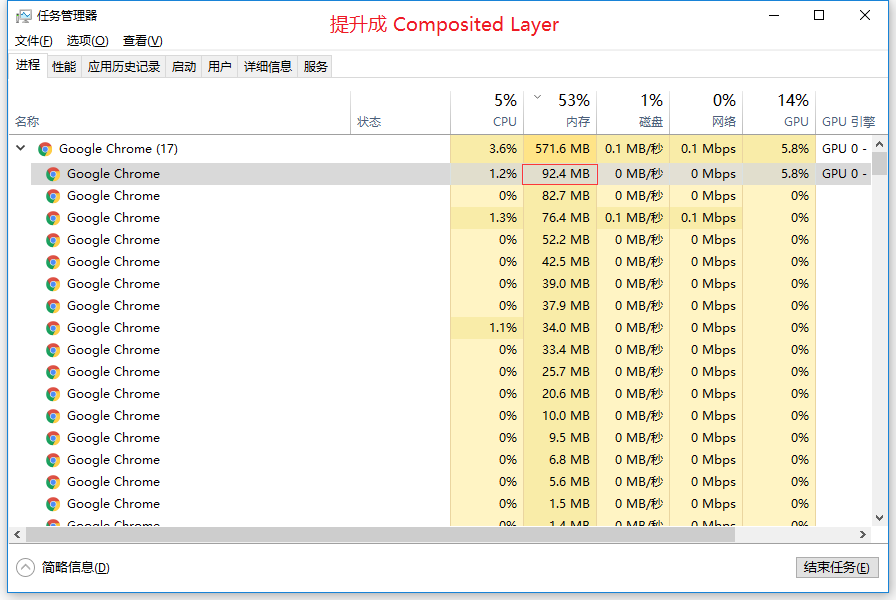 任务管理器
提升成 Composited Layer
文件(F) 选项(O) 查看(V)
进程 性能 应用历史记录 启动 用户 详细信息 服务
5% 53% 1% 0% 14%
名称 状态 CPU 内存 磁盘 网络 GPU GPU 引擎
Google Chrome (17) 3.6% 571.6 MB 0.1 MB/秒 0.1 Mbps 5.8% GPU 0 -
Google Chrome 1.2% 92.4 MB 0 MB/秒 0 Mbps 5.8% GPU 0 -
Google Chrome 0% 82.7 MB 0 MB/秒 0 Mbps 0%
Google Chrome 1.3% 76.4 MB 0.1 MB/秒 0.1 Mbps 0%
Google Chrome 0% 52.2 MB 0 MB/秒 0 Mbps 0%
Google Chrome 0% 42.5 MB 0 MB/秒 0 Mbps 0%
Google Chrome 0% 39.0 MB 0 MB/秒 0 Mbps 0%
Google Chrome 0% 37.9 MB 0 MB/秒 0 Mbps 0%
Google Chrome 1.1% 34.0 MB 0 MB/秒 0 Mbps 0%
Google Chrome 0% 33.4 MB 0 MB/秒 0 Mbps 0%
Google Chrome 0% 25.7 MB 0 MB/秒 0 Mbps 0%
Google Chrome 0% 20.6 MB 0 MB/秒 0 Mbps 0%
Google Chrome 0% 10.0 MB 0 MB/秒 0 Mbps 0%
Google Chrome 0% 9.5 MB 0 MB/秒 0 Mbps 0%
Google Chrome 0% 6.8 MB 0 MB/秒 0 Mbps 0%
Google Chrome 0% 5.6 MB 0 MB/秒 0 Mbps 0%
Google Chrome 0% 1.5 MB 0 MB/秒 0 Mbps 0%
Google Chrome 0% 1.4 MB 0 MB/秒 0 Mbps 0%
简略信息(D) 结束任务(E)